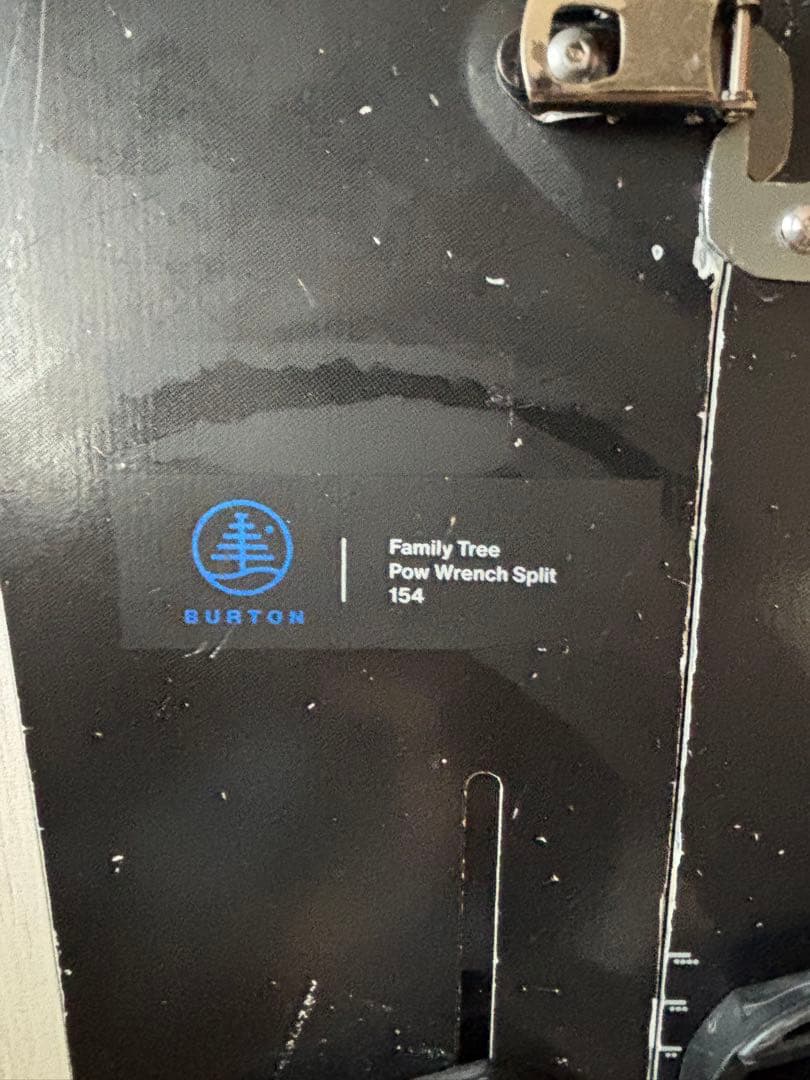 BURTON
Family Tree
Pow Wrench Split
154